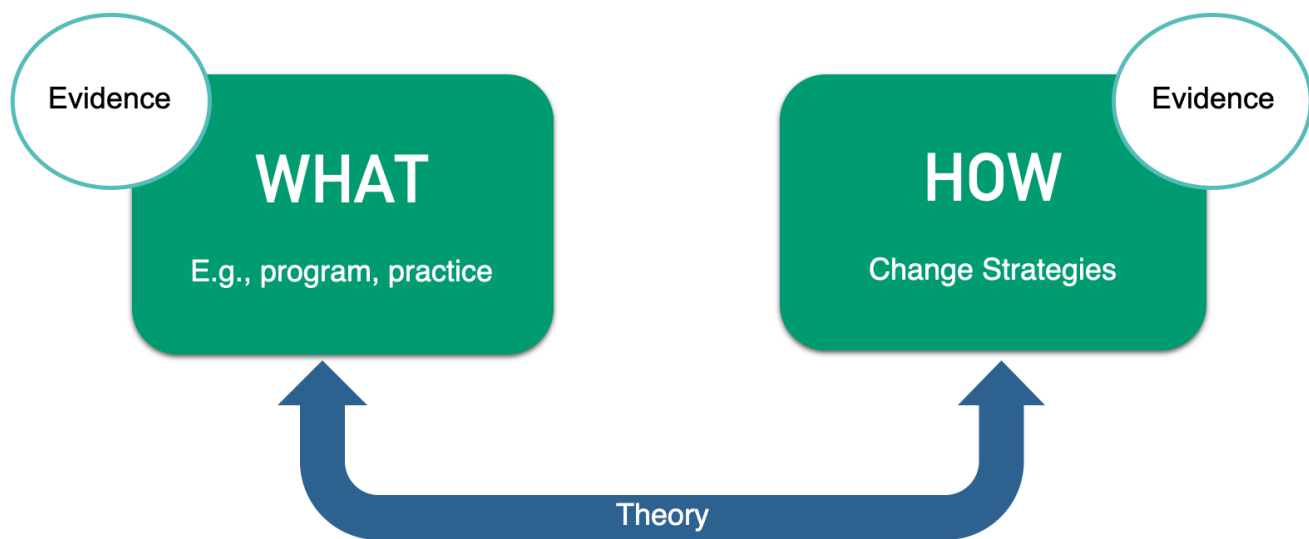 Evidence
WHAT
E.g., program, practice
Evidence
HOW
Change Strategies
Theory